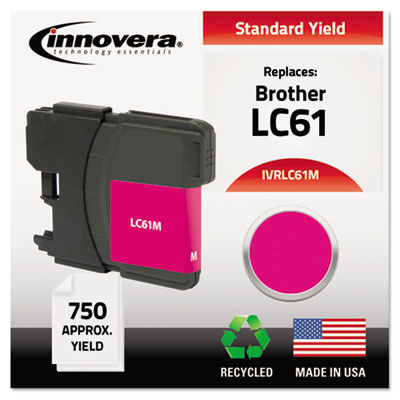 innovera
technology essentials
Standard Yield
Replaces:
Brother
LC61
IVRLC61M
LC61M
M
750
APPROX.
YIELD
RECYCLED
MADE IN USA